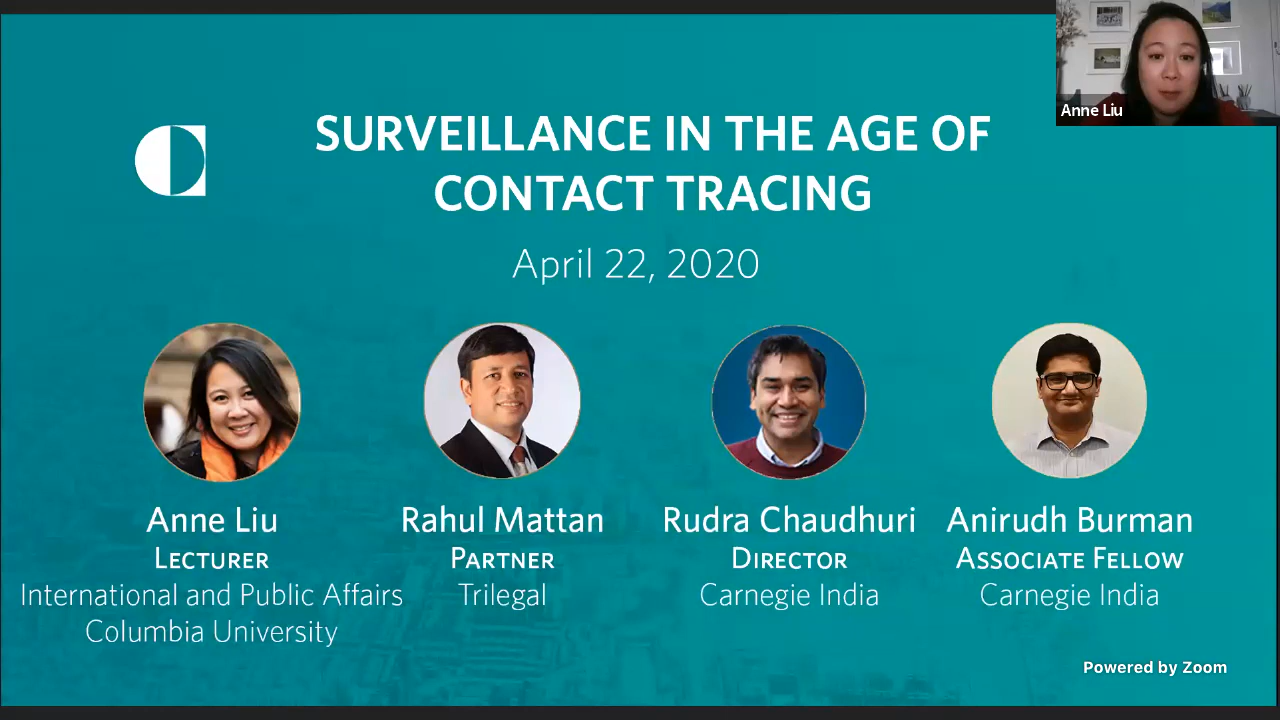 Anne Liu
SURVEILLANCE IN THE AGE OF
CONTACT TRACING
April 22, 2020
Anne Liu
LECTURER
International and Public Affairs
Columbia University
Rahul Mattan
PARTNER
Trilegal
Rudra Chaudhuri
DIRECTOR
Carnegie India
Anirudh Burman
ASSOCIATE FELLOW
Carnegie India
Powered by Zoom